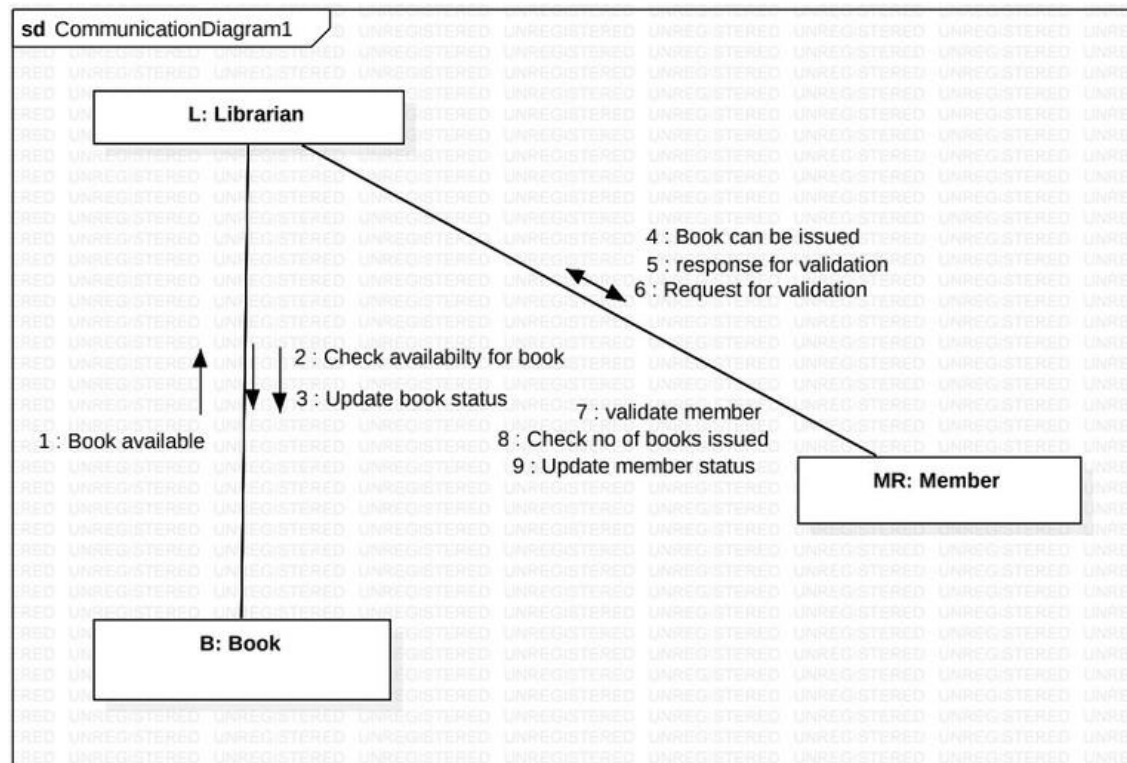 sd CommunicationDiagram1
L: Librarian
4 : Book can be issued
5 : response for validation
6 : Request for validation
2 : Check availabilty for book
3 : Update book status
1 : Book available
7 : validate member
8 : Check no of books issued
9 : Update member status
MR: Member
B: Book
UNREGISTERED